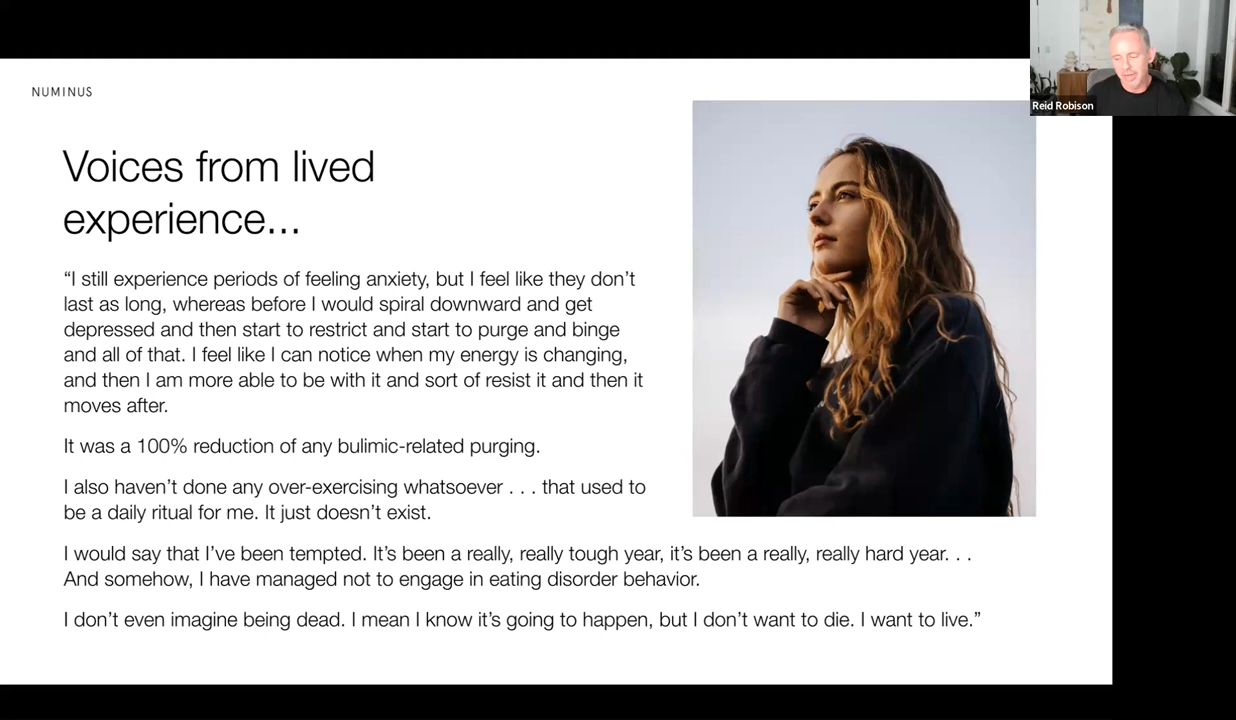 NUMINUS
Reid Robison
Voices from lived
experience...
“I still experience periods of feeling anxiety, but I feel like they don’t
last as long, whereas before I would spiral downward and get
depressed and then start to restrict and start to purge and binge
and all of that. I feel like I can notice when my energy is changing,
and then I am more able to be with it and sort of resist it and then it
moves after.
It was a 100% reduction of any bulimic-related purging.
I also haven’t done any over-exercising whatsoever . . . that used to
be a daily ritual for me. It just doesn’t exist.
I would say that I’ve been tempted. It’s been a really, really tough year, it’s been a really, really hard year. . .
And somehow, I have managed not to engage in eating disorder behavior.
I don’t even imagine being dead. I mean I know it’s going to happen, but I don’t want to die. I want to live.”